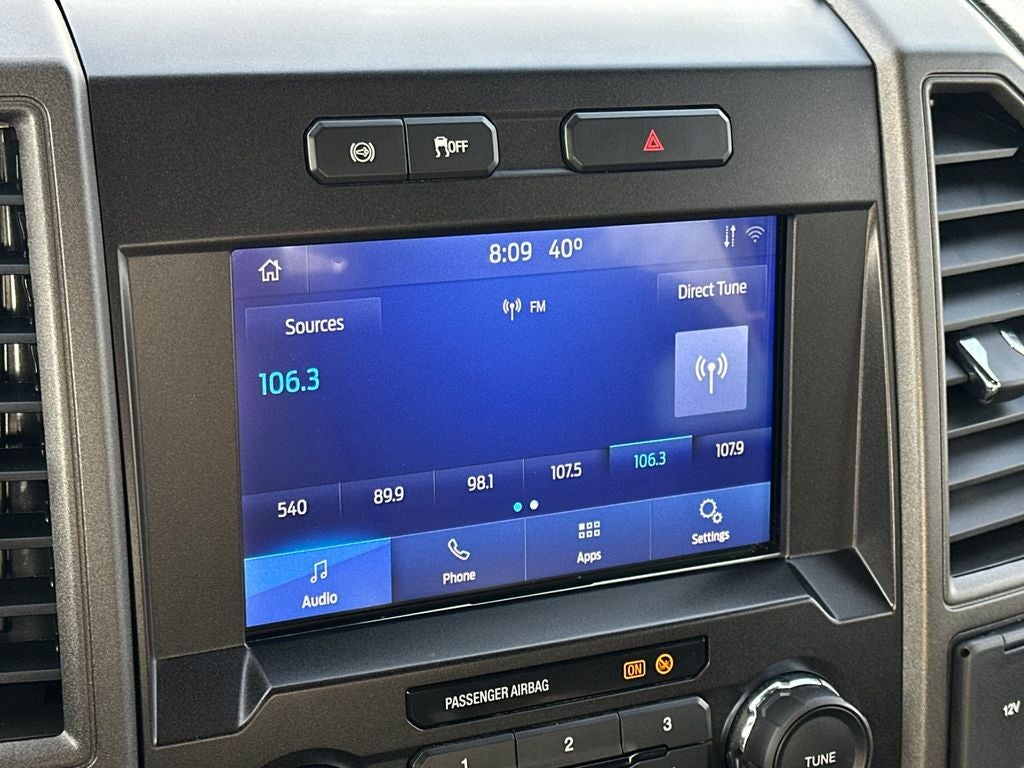 OFF
8:09 40°
FM
Direct Tune
Sources
106.3
540 89.9 98.1 107.5 106.3 107.9
Audio Phone Apps Settings
PASSENGER AIRBAG ON
1 2 3
TUNE
12V